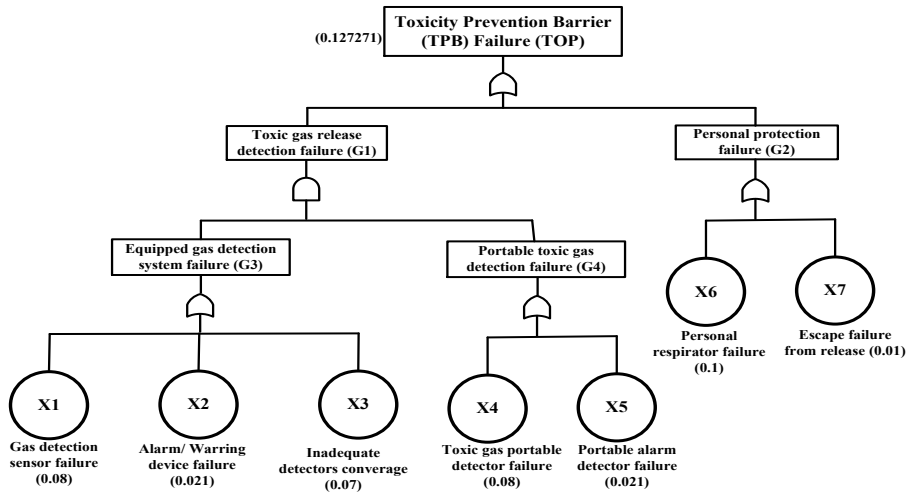 Toxicity Prevention Barrier
(TPB) Failure (TOP)
(0.127271)
Toxic gas release
detection failure (G1)
Personal protection
failure (G2)
Equipped gas detection
system failure (G3)
Portable toxic gas
detection failure (G4)
X6
X7
Personal
respirator failure
(0.1)
Escape failure
from release (0.01)
X1
X2
X3
X4
X5
Gas detection
sensor failure
(0.08)
Alarm/ Warring
device failure
(0.021)
Inadequate
detectors converage
(0.07)
Toxic gas portable
detector failure
(0.08)
Portable alarm
detector failure
(0.021)